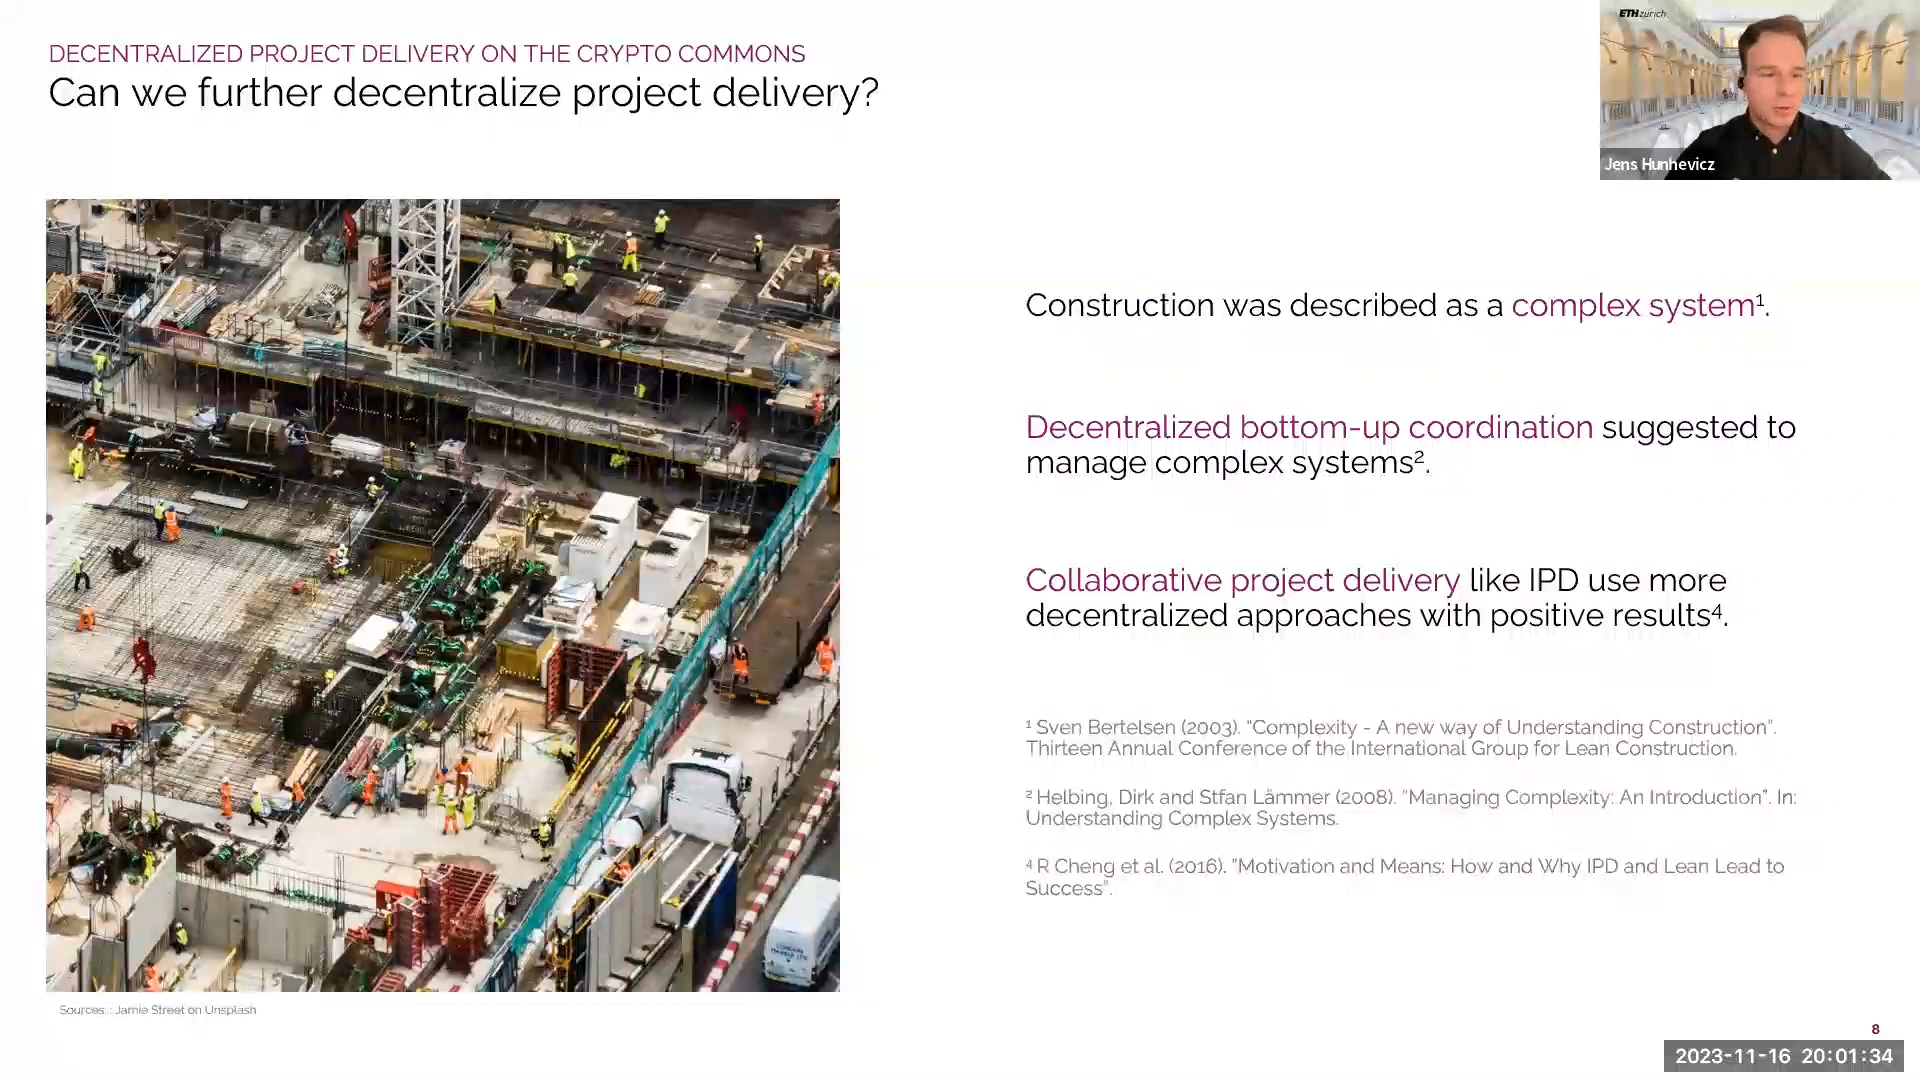 DECENTRALIZED PROJECT DELIVERY ON THE CRYPTO COMMONS
Can we further decentralize project delivery?
ETH zürich
Jens Hunhevicz
Construction was described as a complex system¹.
Decentralized bottom-up coordination suggested to
manage complex systems².
Collaborative project delivery like IPD use more
decentralized approaches with positive results⁴.
¹ Sven Bertelsen (2003). "Complexity - A new way of Understanding Construction".
Thirteen Annual Conference of the International Group for Lean Construction.
² Helbing, Dirk and Stfan Lämmer (2008). "Managing Complexity: An Introduction". In:
Understanding Complex Systems.
⁴ R Cheng et al. (2016). "Motivation and Means: How and Why IPD and Lean Lead to
Success".
Sources: : Jamie Street on Unsplash
8
2023-11-16 20:01:34